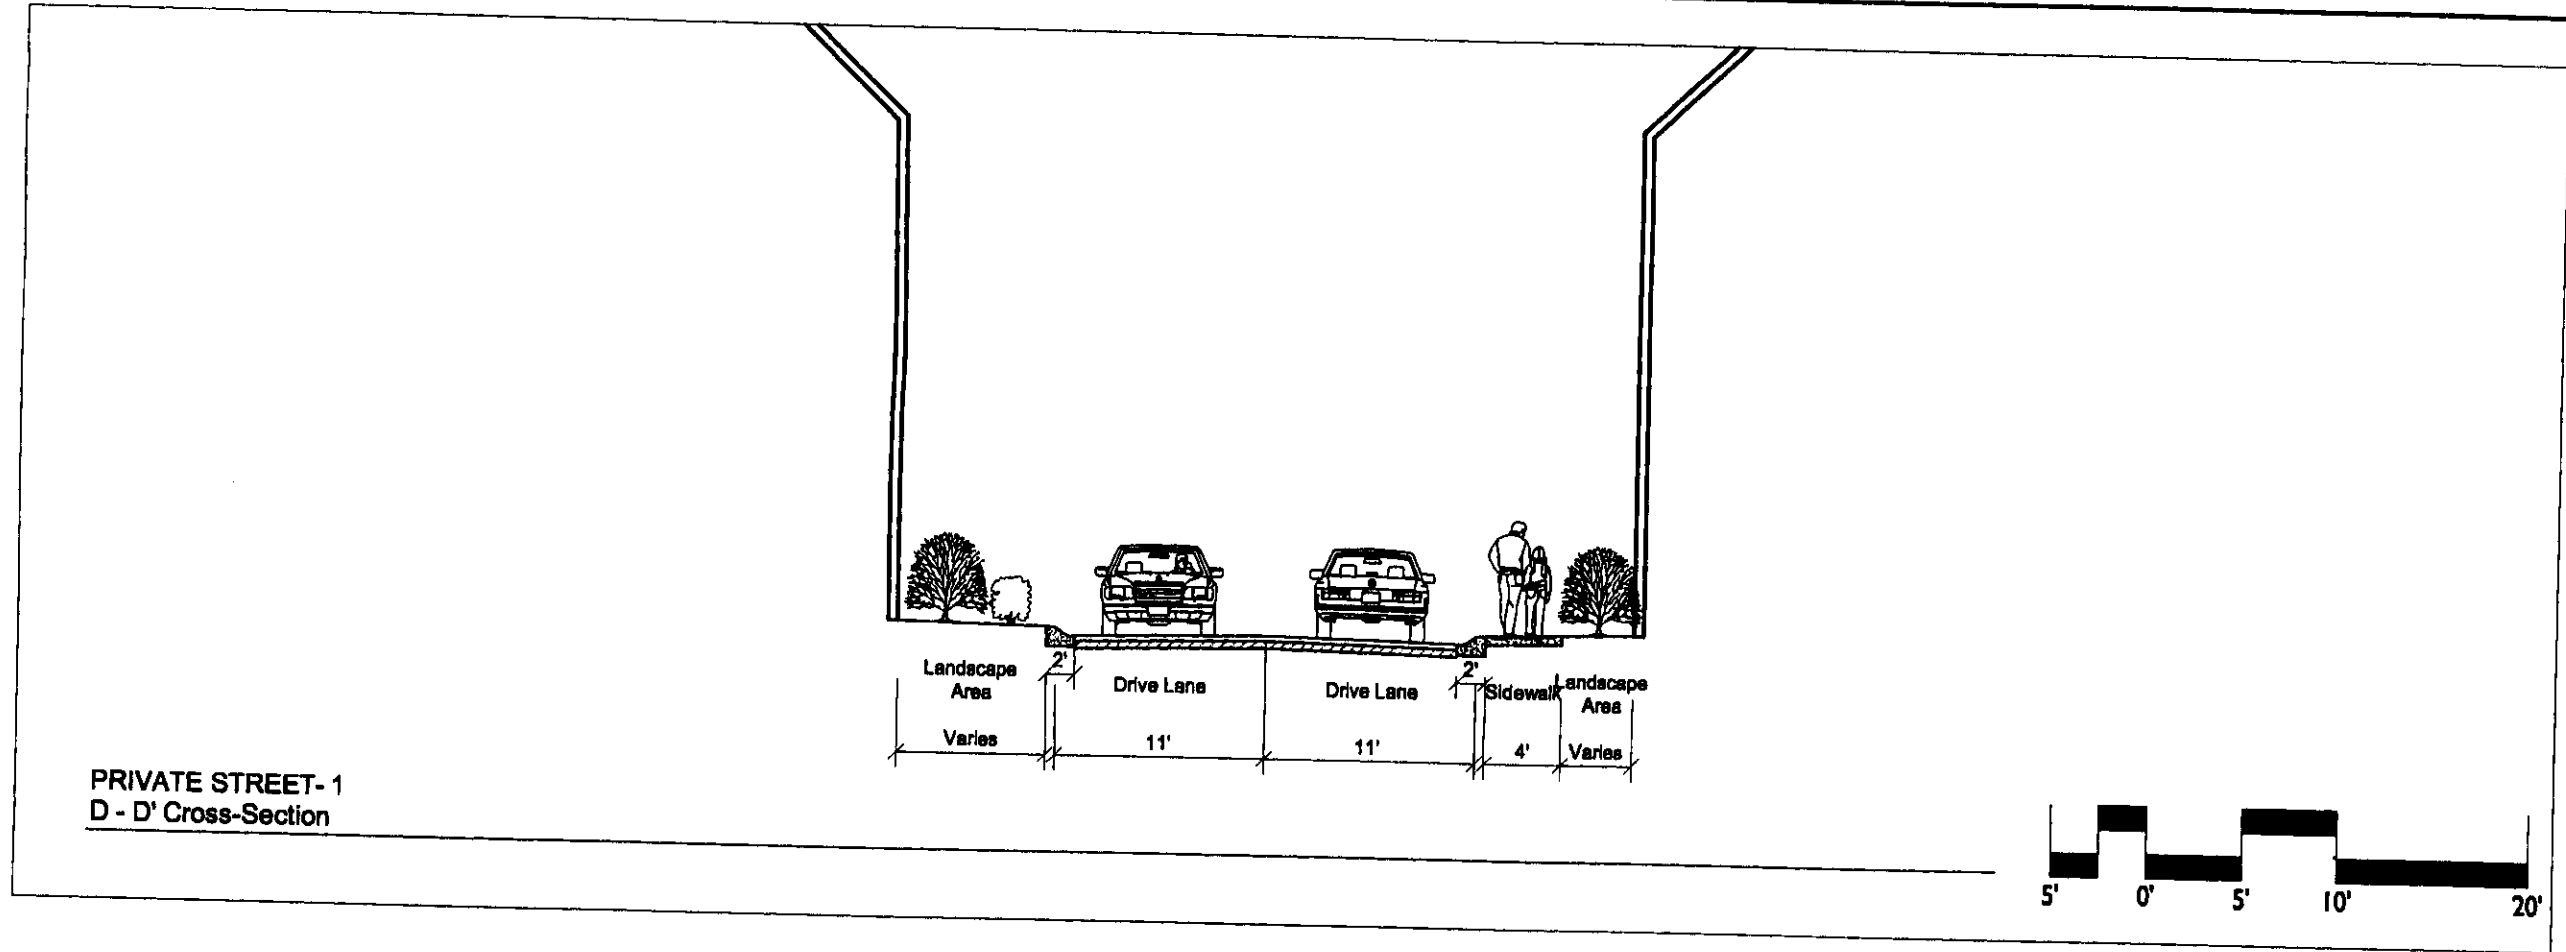 Landscape
Area
2'
Drive Lane
Drive Lane
2'
Sidewalk
Landscape
Area
Varies
11'
11'
4'
Varies
PRIVATE STREET- 1
D - D' Cross-Section
5' 0' 5' 10' 20'